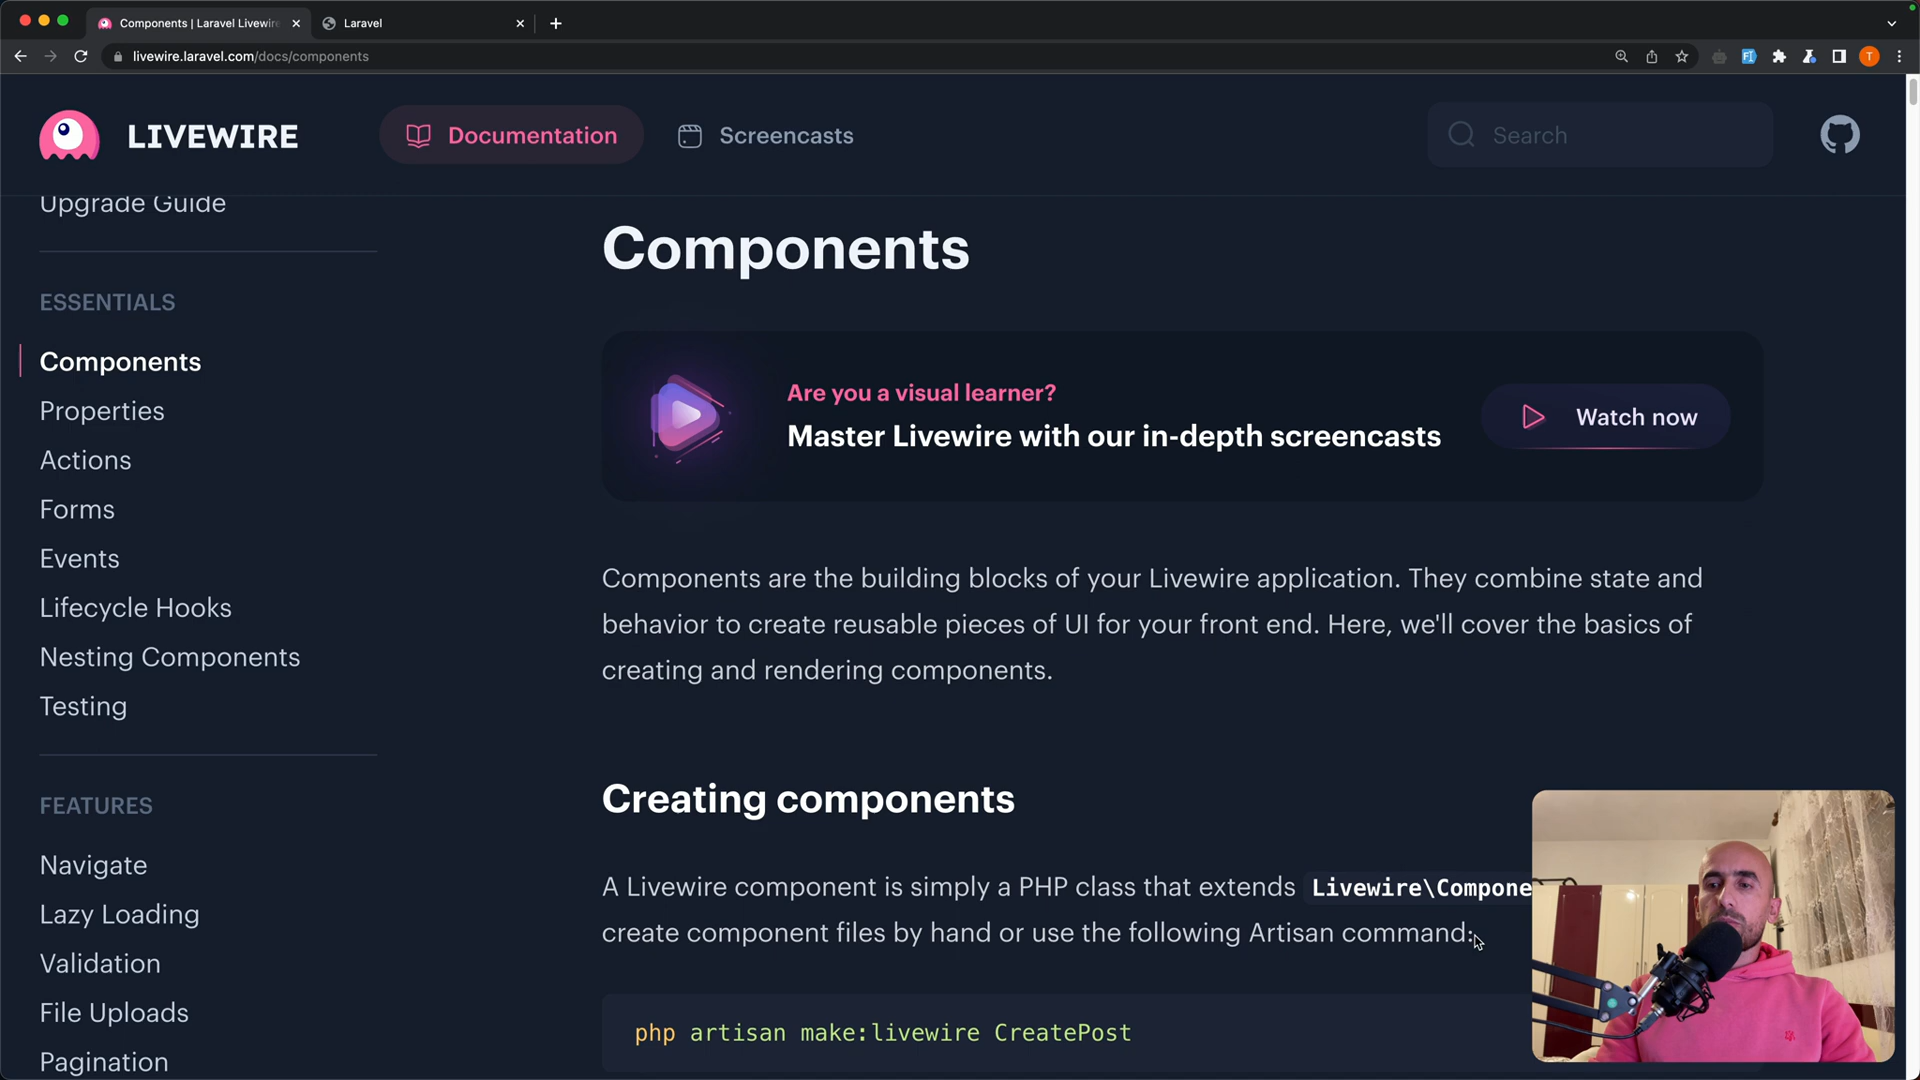 Components | Laravel Livewir
Laravel
livewire.laravel.com/docs/components
T
LIVEWIRE
Documentation
Screencasts
Search
Upgrade Guide
ESSENTIALS
Components
Properties
Actions
Forms
Events
Lifecycle Hooks
Nesting Components
Testing
FEATURES
Navigate
Lazy Loading
Validation
File Uploads
Pagination
Components
Are you a visual learner?
Master Livewire with our in-depth screencasts
Watch now
Components are the building blocks of your Livewire application. They combine state and
behavior to create reusable pieces of UI for your front end. Here, we'll cover the basics of
creating and rendering components.
Creating components
A Livewire component is simply a PHP class that extends Livewire\Compone
create component files by hand or use the following Artisan command:
php artisan make:livewire CreatePost